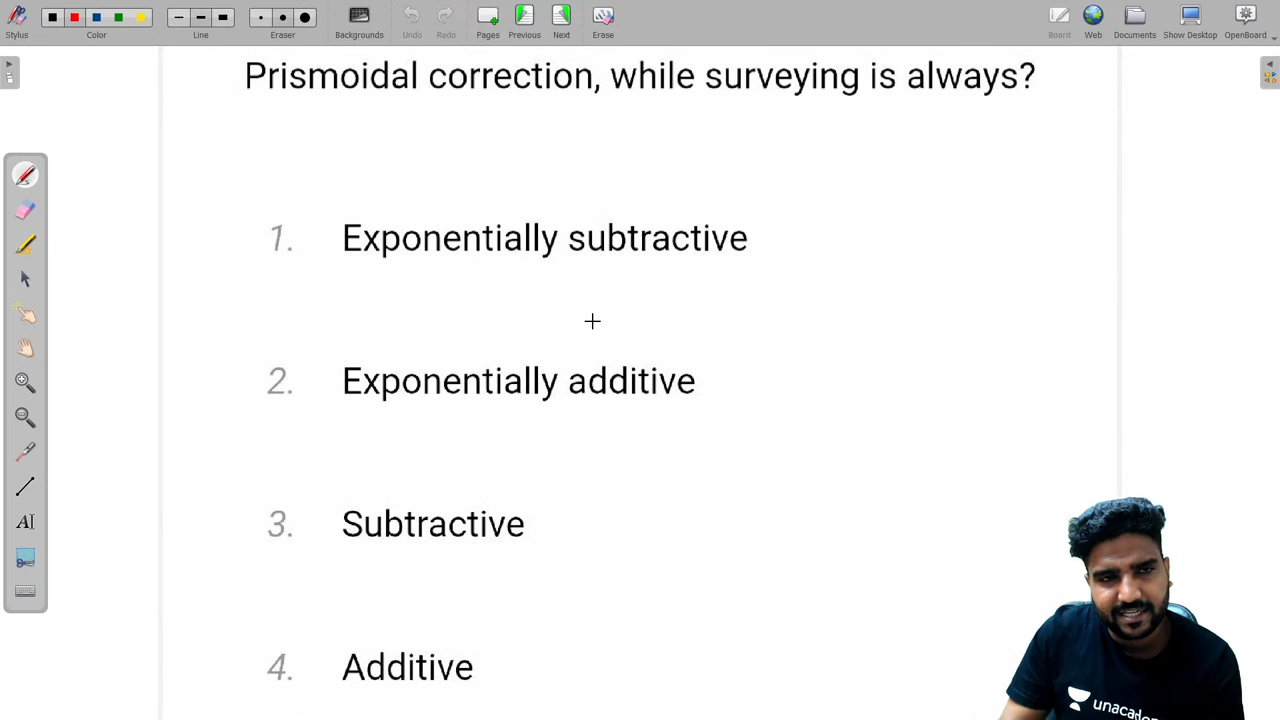 Stylus
Color
Line
Eraser
Backgrounds
Undo
Redo
Pages
Previous
Next
Erase
Board
Web
Documents
Show Desktop
OpenBoard
Prismoidal correction, while surveying is always?
1. Exponentially subtractive
2. Exponentially additive
3. Subtractive
4. Additive
AI